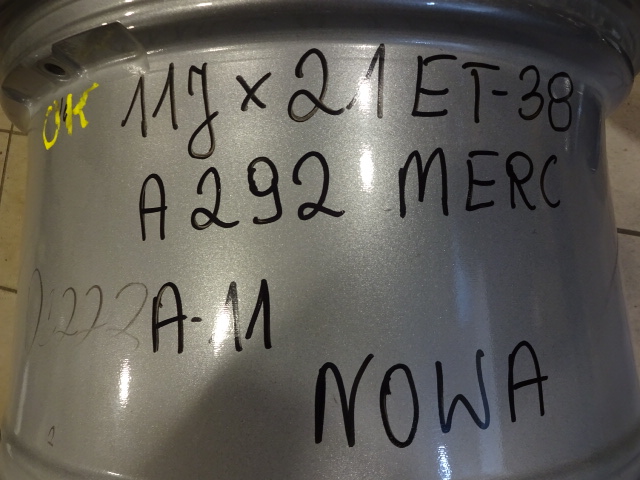 OK 11J x 21 ET-38
A292 MERC
A-11
NOWA